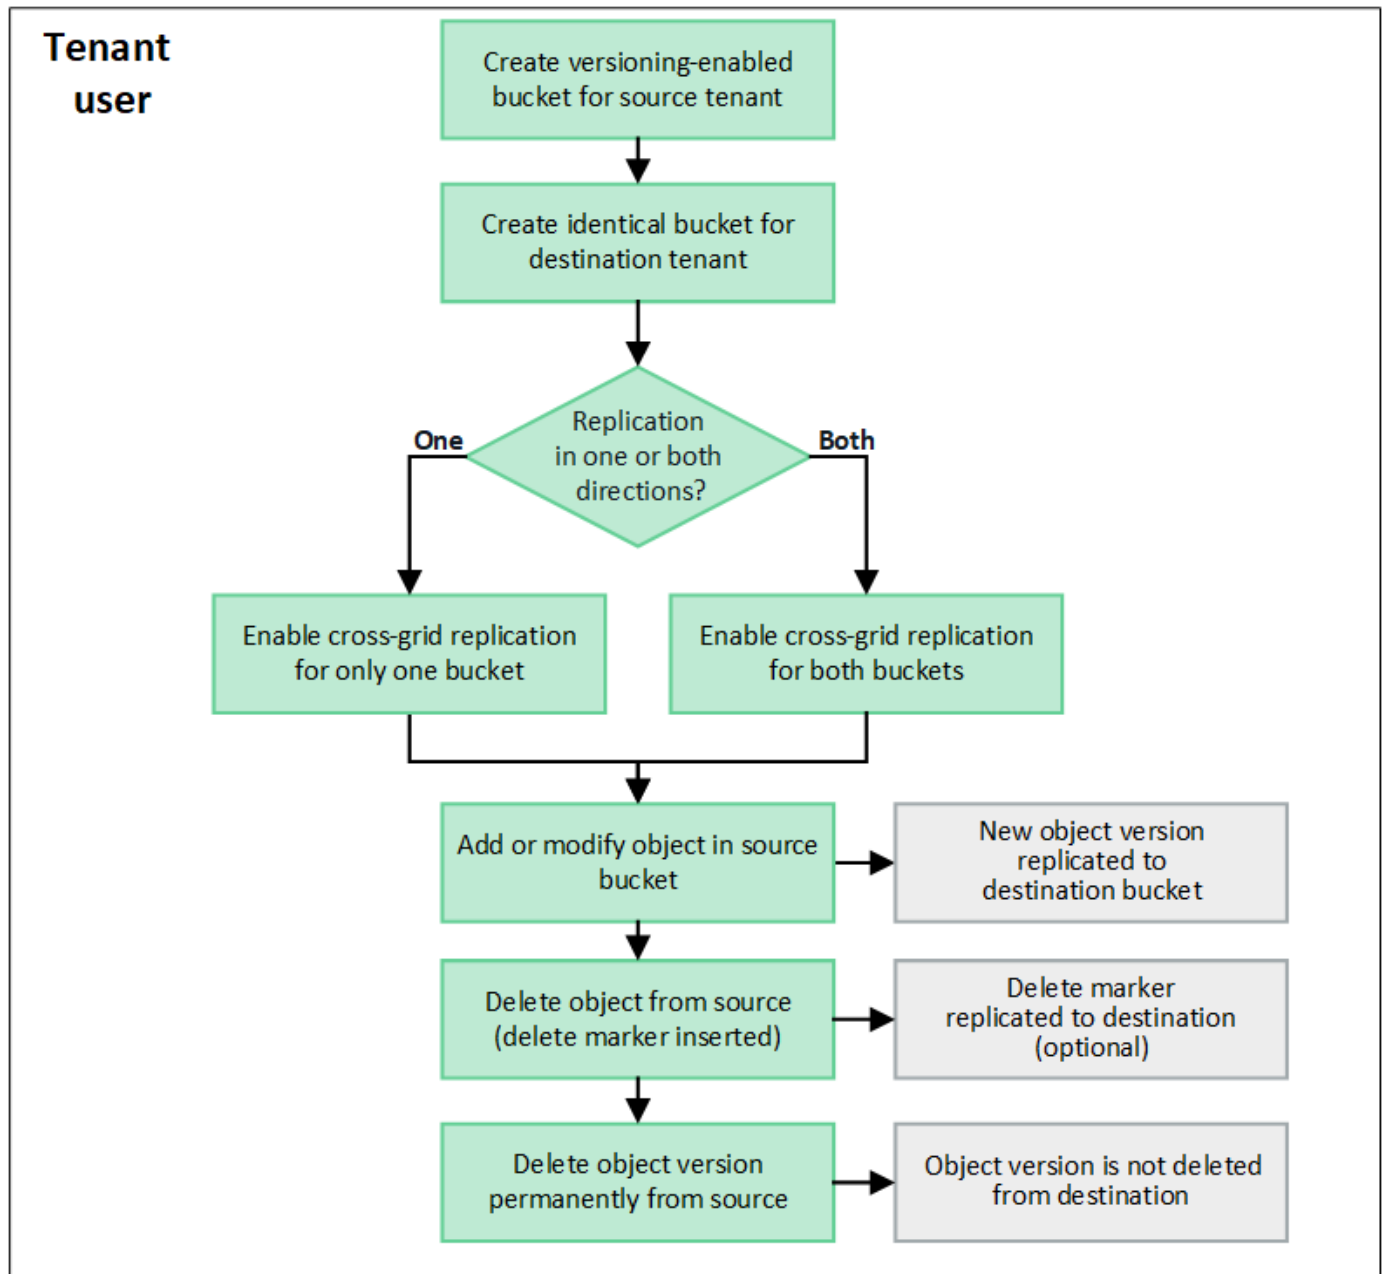 Tenant
user
Create versioning-enabled
bucket for source tenant
Create identical bucket for
destination tenant
Replication
in one or both
directions?
One
Both
Enable cross-grid replication
for only one bucket
Enable cross-grid replication
for both buckets
Add or modify object in source
bucket
New object version
replicated to
destination bucket
Delete object from source
(delete marker inserted)
Delete marker
replicated to destination
(optional)
Delete object version
permanently from source
Object version is not deleted
from destination